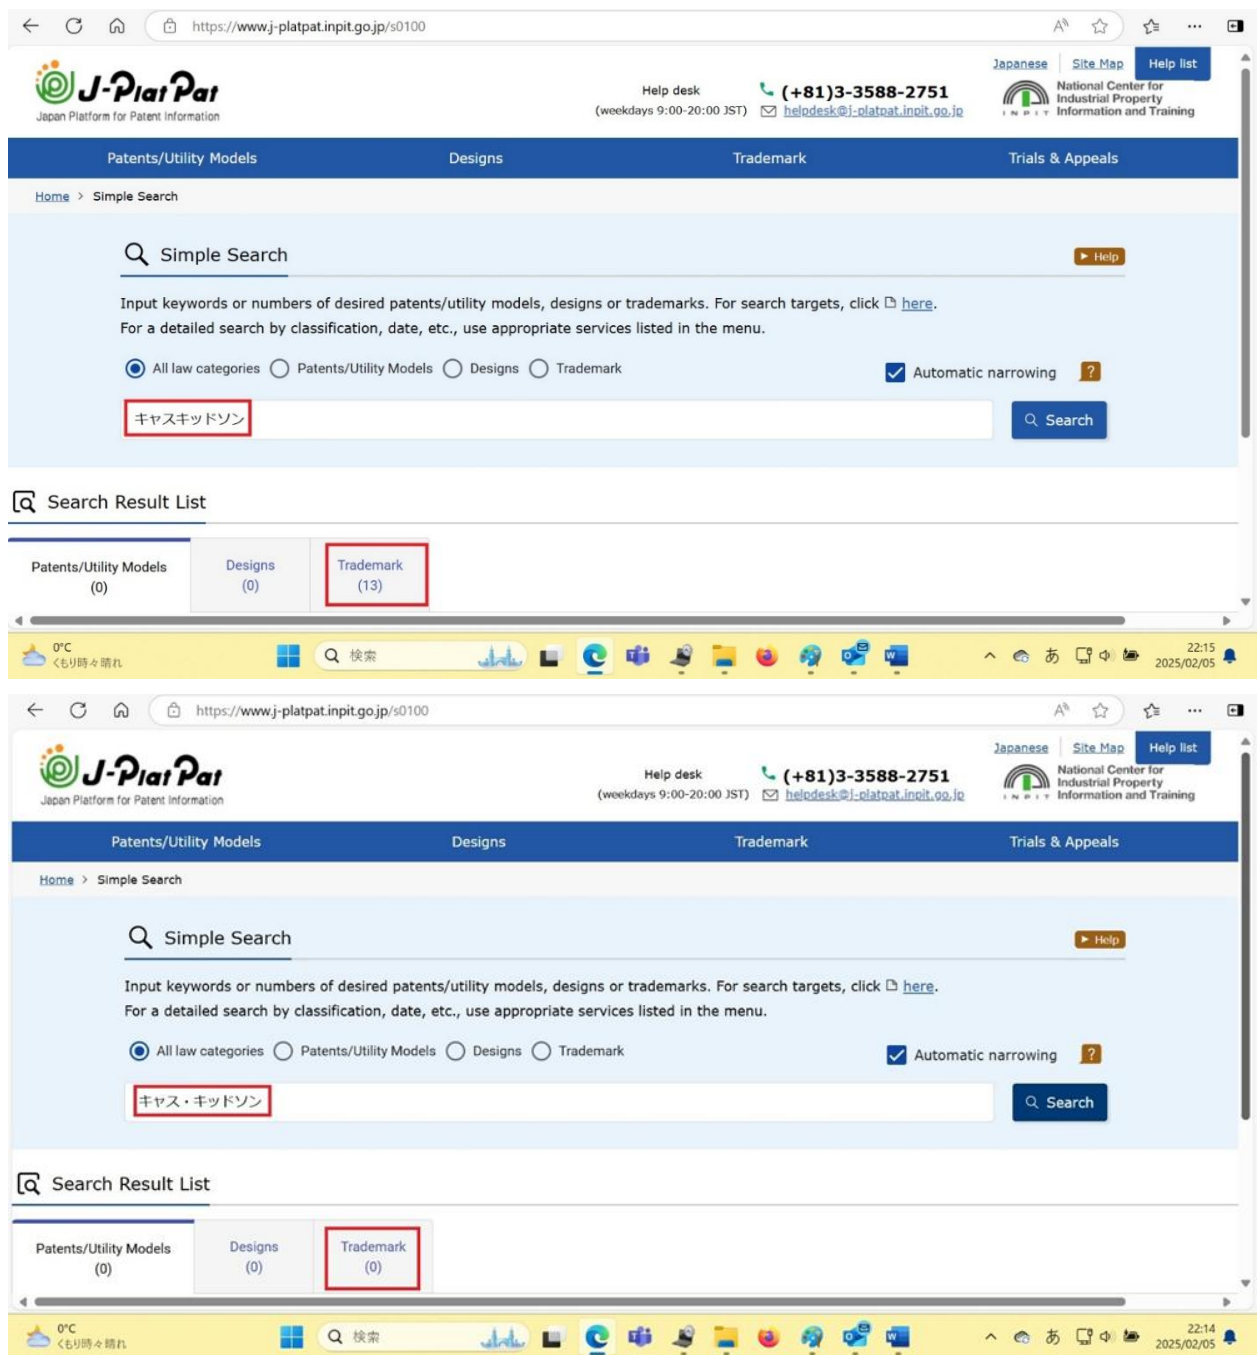 https://www.j-platpat.inpit.go.jp/s0100
Japanese Site Map Help list
J-PlatPat
Japan Platform for Patent Information
Help desk
(weekdays 9:00-20:00 JST)
(+81)3-3588-2751
helpdesk@j-platpat.inpit.go.jp
INPIT
National Center for
Industrial Property
Information and Training
Patents/Utility Models Designs Trademark Trials & Appeals
Home > Simple Search
Simple Search
Help
Input keywords or numbers of desired patents/utility models, designs or trademarks. For search targets, click here.
For a detailed search by classification, date, etc., use appropriate services listed in the menu.
All law categories Patents/Utility Models Designs Trademark
Automatic narrowing ?
キャスキッドソン
Search
Search Result List
Patents/Utility Models
(0)
Designs
(0)
Trademark
(13)
0°C
くもり時々晴れ
検索
あ
22:15
2025/02/05
https://www.j-platpat.inpit.go.jp/s0100
Japanese Site Map Help list
J-PlatPat
Japan Platform for Patent Information
Help desk
(weekdays 9:00-20:00 JST)
(+81)3-3588-2751
helpdesk@j-platpat.inpit.go.jp
INPIT
National Center for
Industrial Property
Information and Training
Patents/Utility Models Designs Trademark Trials & Appeals
Home > Simple Search
Simple Search
Help
Input keywords or numbers of desired patents/utility models, designs or trademarks. For search targets, click here.
For a detailed search by classification, date, etc., use appropriate services listed in the menu.
All law categories Patents/Utility Models Designs Trademark
Automatic narrowing ?
キャス・キッドソン
Search
Search Result List
Patents/Utility Models
(0)
Designs
(0)
Trademark
(0)
0°C
くもり時々晴れ
検索
あ
22:14
2025/02/05